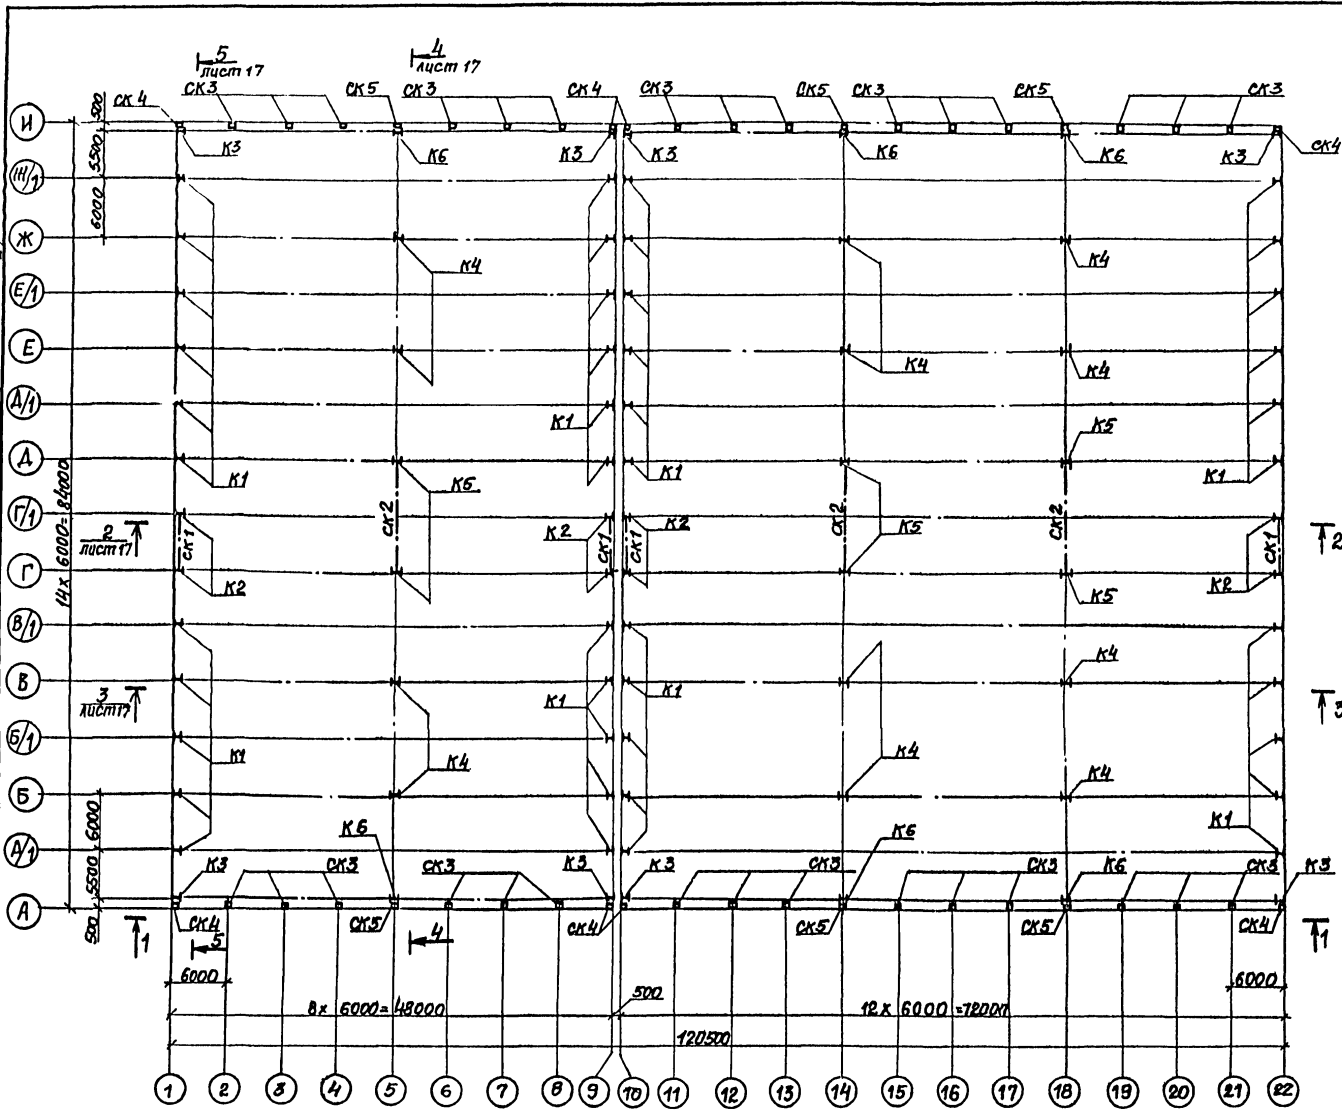 5
лист 17
4
лист 17
СК4 СК3 СК5 СК3 СК4 СК3 СК5 СК3 СК5 СК3
И 500 К3 К6 К3 К3 К6 К6 К3 СК4
5500
Ж/1
6000
Ж К4 К4
Е/1
Е К4 К4
Д/1 К1 К5
Д К1 К5 К1 К1
14 x 6000 = 84000
Г/1 СК2 К2 К2 СК2 К5 СК2
2 2
лист 17
СК1 СК1 СК1 СК1
Г К2 К5 К2
В/1 К4
В К1 К1
3 3
лист 17
Б/1 К1 К4 К4
Б К4 К1
6000
А/1 К6 К6
5500 К3 СК3 СК3 К3 К3 СК3 СК3 К6 СК3 К3
А
500 СК4 СК5 СК4 СК5 СК5 СК4
1 5 4 1
6000 6000
8 x 6000 = 48000 500 12 x 6000 = 72000
120500
1 2 3 4 5 6 7 8 9 10 11 12 13 14 15 16 17 18 19 20 21 22